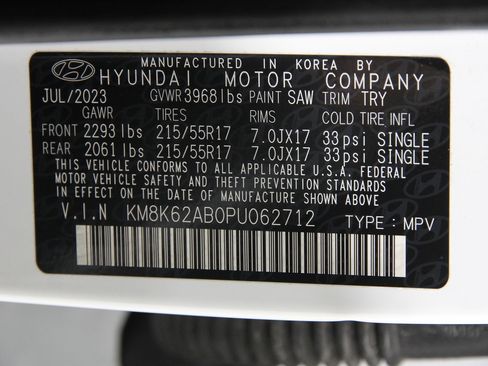 MANUFACTURED IN KOREA BY
HYUNDAI MOTOR COMPANY
JUL/2023 GVWR 3968 lbs PAINT SAW TRIM TRY
GAWR TIRES RIMS COLD TIRE INFL
FRONT 2293 lbs 215/55R17 7.0JX17 33psi SINGLE
REAR 2061 lbs 215/55R17 7.0JX17 33psi SINGLE
THIS VEHICLE CONFORMS TO ALL APPLICABLE U.S.A. FEDERAL
MOTOR VEHICLE SAFETY AND THEFT PREVENTION STANDARDS
IN EFFECT ON THE DATE OF MANUFACTURE SHOWN ABOVE.
V.I.N KM8K62AB0PU062712 TYPE : MPV